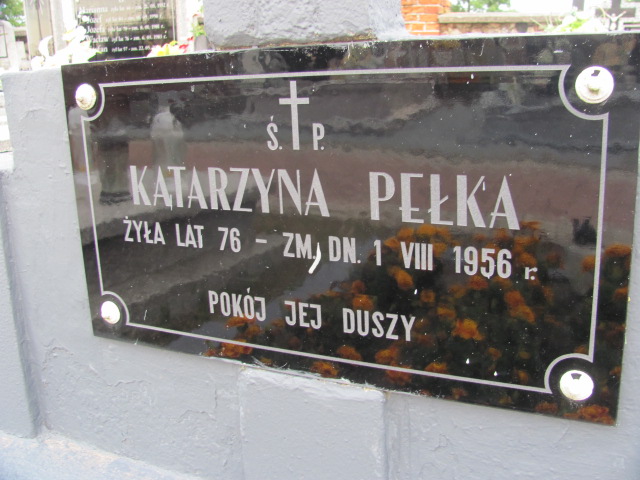 Ś. P.
KATARZYNA PEŁKA
ŻYŁA LAT 76 – ZM, DN. 1 VIII 1956 r.
POKÓJ JEJ DUSZY